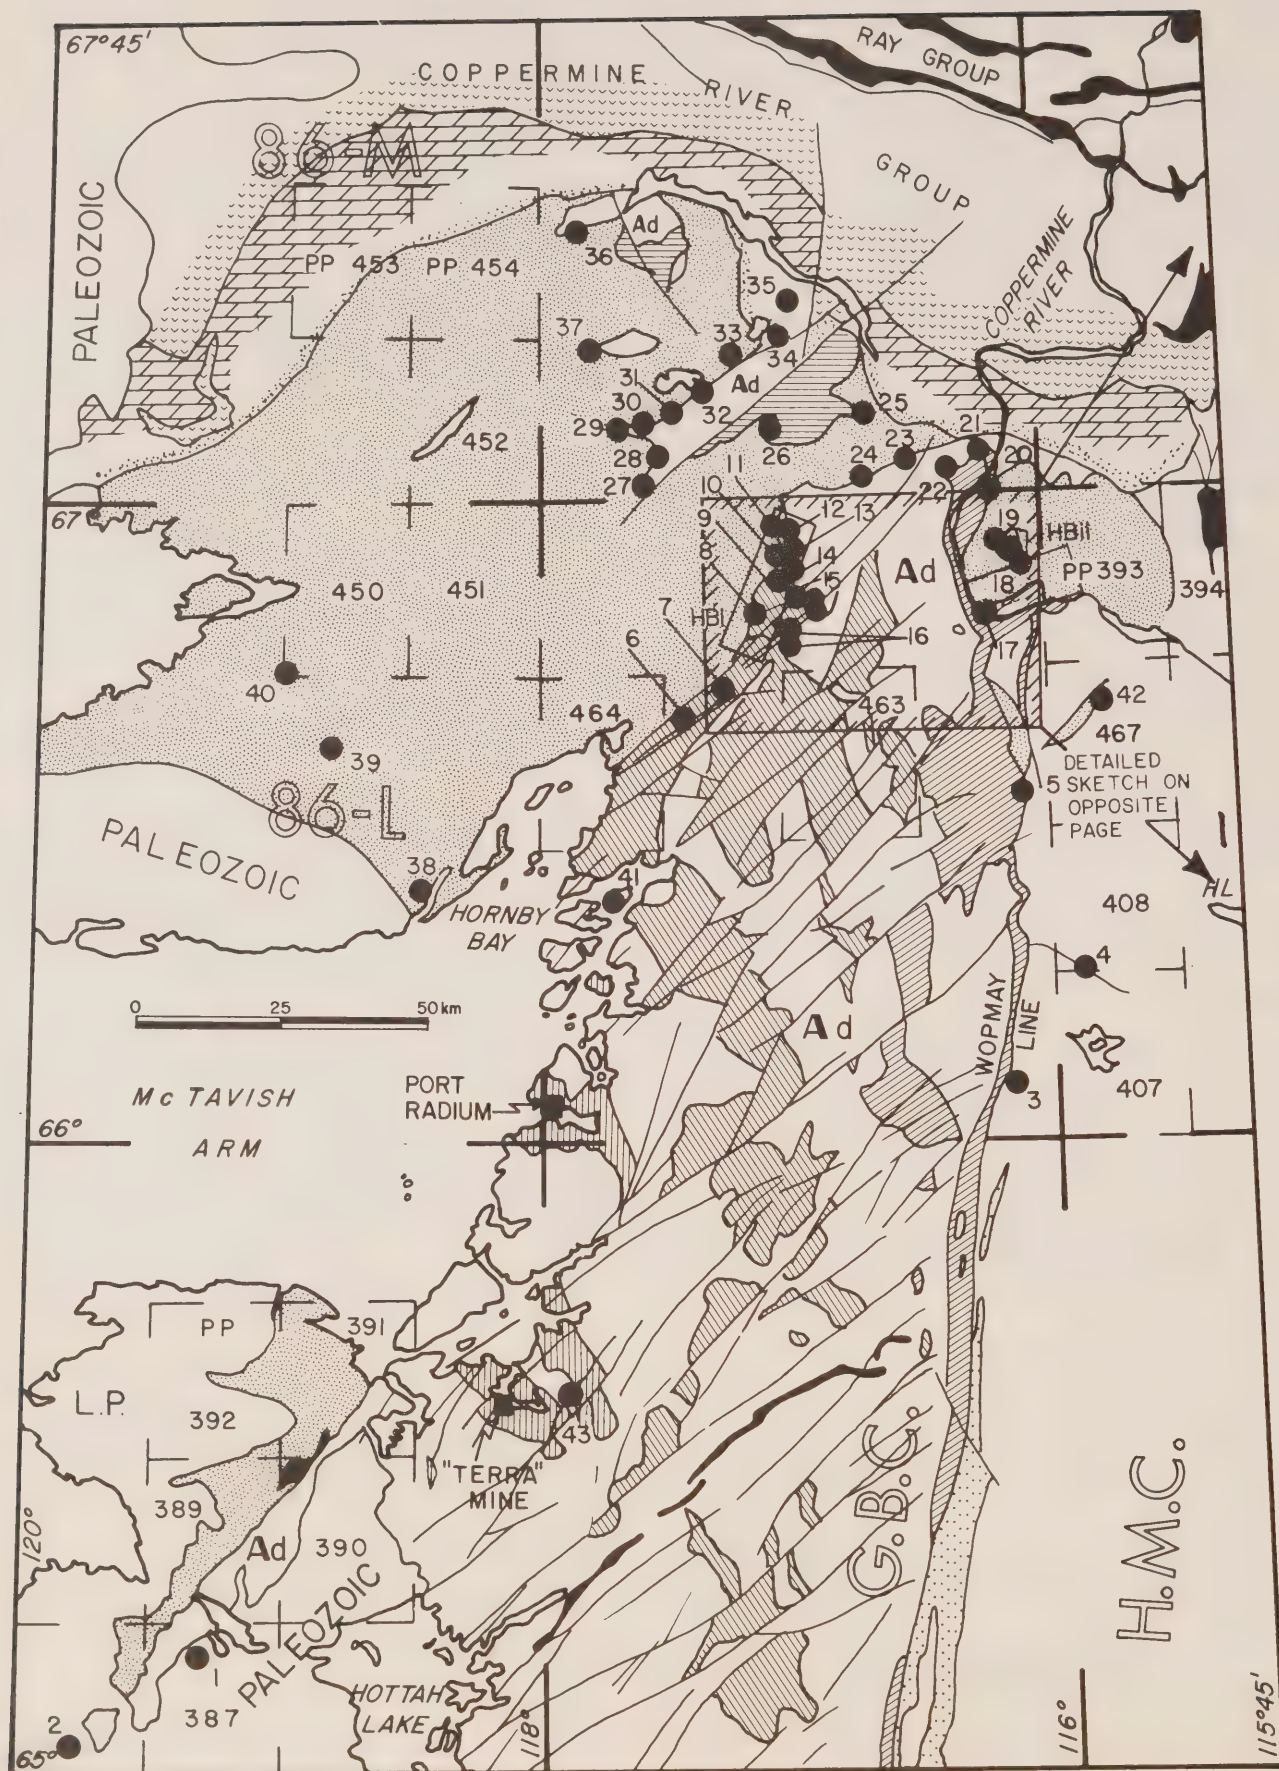 67°45'
COPPERMINE RIVER GROUP
RAY GROUP
86-M
PALEOZOIC
Ad
36
PP 453 PP 454
COPPERMINE
RIVER
35
37
33
34
31
Ad
30
32
29
25
452
28
26
24
23
21
20
27
22
11
10
67°
12
13
9
19
HBii
8
14
Ad
PP393
450
451
15
18
394
7
HBi
6
16
17
40
464
463
42
467
39
DETAILED
5 SKETCH ON
OPPOSITE
PAGE
86-L
PALEOZOIC
38
41
HL
HORNBY
BAY
408
4
0 25 50km
WOPMAY
LINE
Ad
Mc TAVISH
ARM
PORT
RADIUM
407
3
66°
PP
391
L.P.
392
43
"TERRA"
MINE
G.B.C.
H.M.C.
389
120°
Ad
390
PALEOZOIC
1
387
HOTTAH
LAKE
2
65°
118°
116°
115°45'